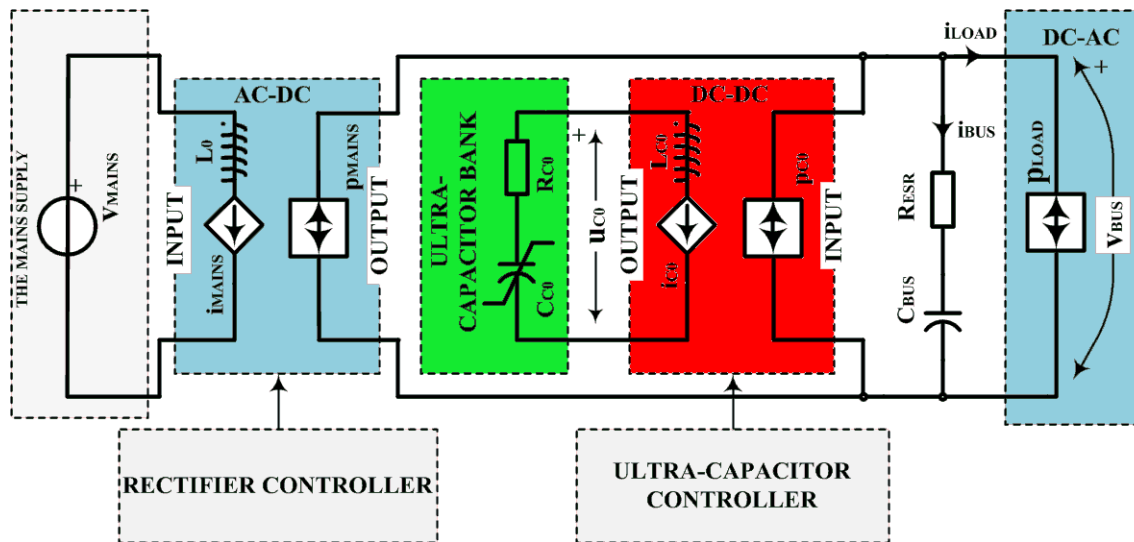 THE MAINS SUPPLY
+
VMAINS
INPUT
AC-DC
L0
iMAINS
pMAINS
OUTPUT
RECTIFIER CONTROLLER
ULTRA-
CAPACITOR BANK
RC0
CC0
+
uC0
OUTPUT
DC-DC
LC0
iC0
pC0
INPUT
ULTRA-CAPACITOR
CONTROLLER
iLOAD
iBUS
RESR
CBUS
DC-AC
+
pLOAD
vBUS